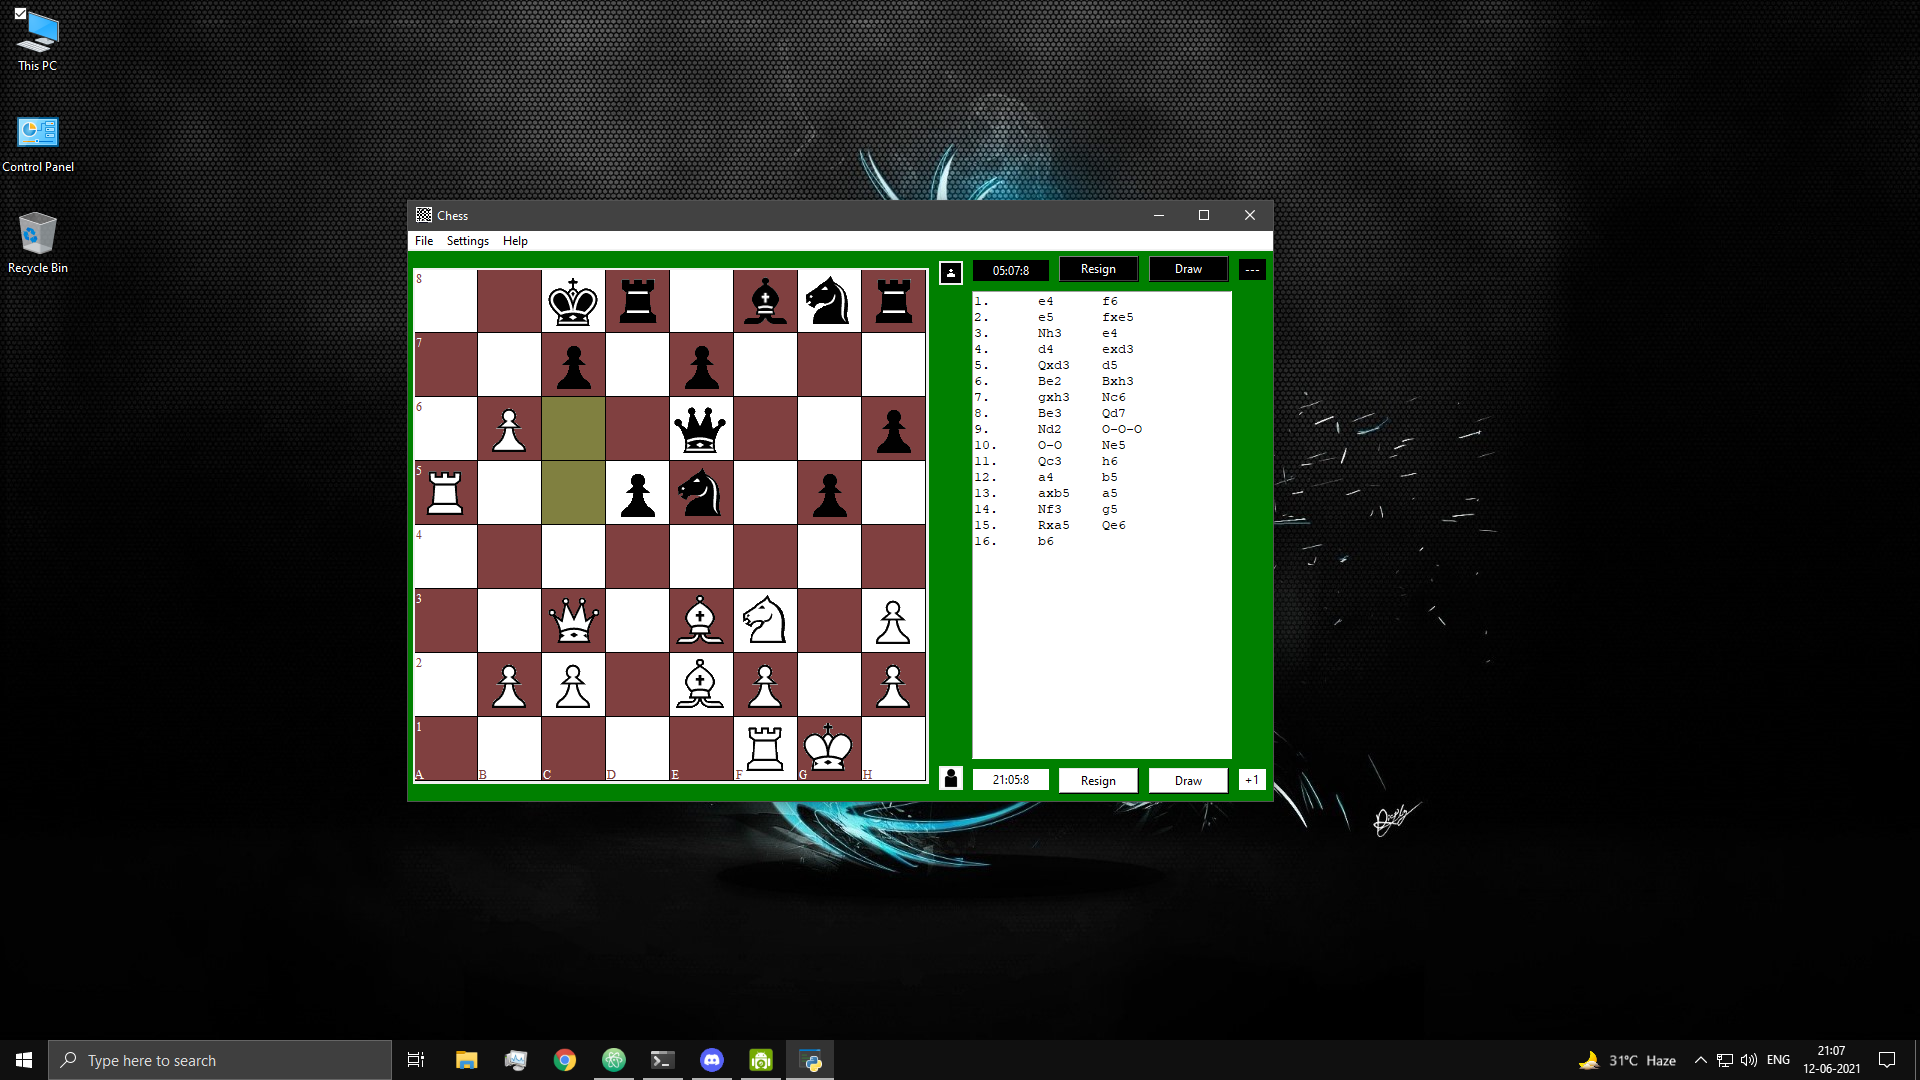 This PC
Control Panel
Recycle Bin
Chess
File Settings Help
05:07:8 Resign Draw ---
1. e4 f6
2. e5 fxe5
3. Nh3 e4
4. d4 exd3
5. Qxd3 d5
6. Be2 Bxh3
7. gxh3 Nc6
8. Be3 Qd7
9. Nd2 O-O-O
10. O-O Ne5
11. Qc3 h6
12. a4 b5
13. axb5 a5
14. Nf3 g5
15. Rxa5 Qe6
16. b6
8
7
6
5
4
3
2
1
A B C D E F G H
21:05:8 Resign Draw +1
Type here to search
31°C Haze
ENG
21:07
12-06-2021